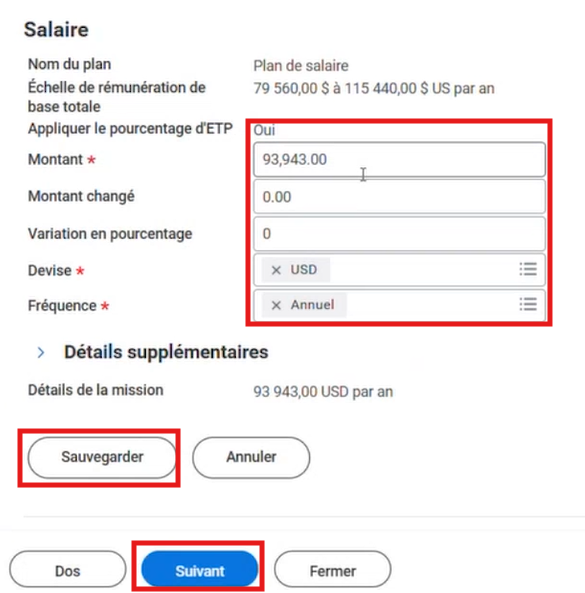 Salaire
Nom du plan Plan de salaire
Échelle de rémunération de 79 560,00 $ à 115 440,00 $ US par an
base totale
Appliquer le pourcentage d'ETP Oui
Montant * 93,943.00
Montant changé 0.00
Variation en pourcentage 0
Devise * × USD
Fréquence * × Annuel
> Détails supplémentaires
Détails de la mission 93 943,00 USD par an
Sauvegarder Annuler
Dos Suivant Fermer